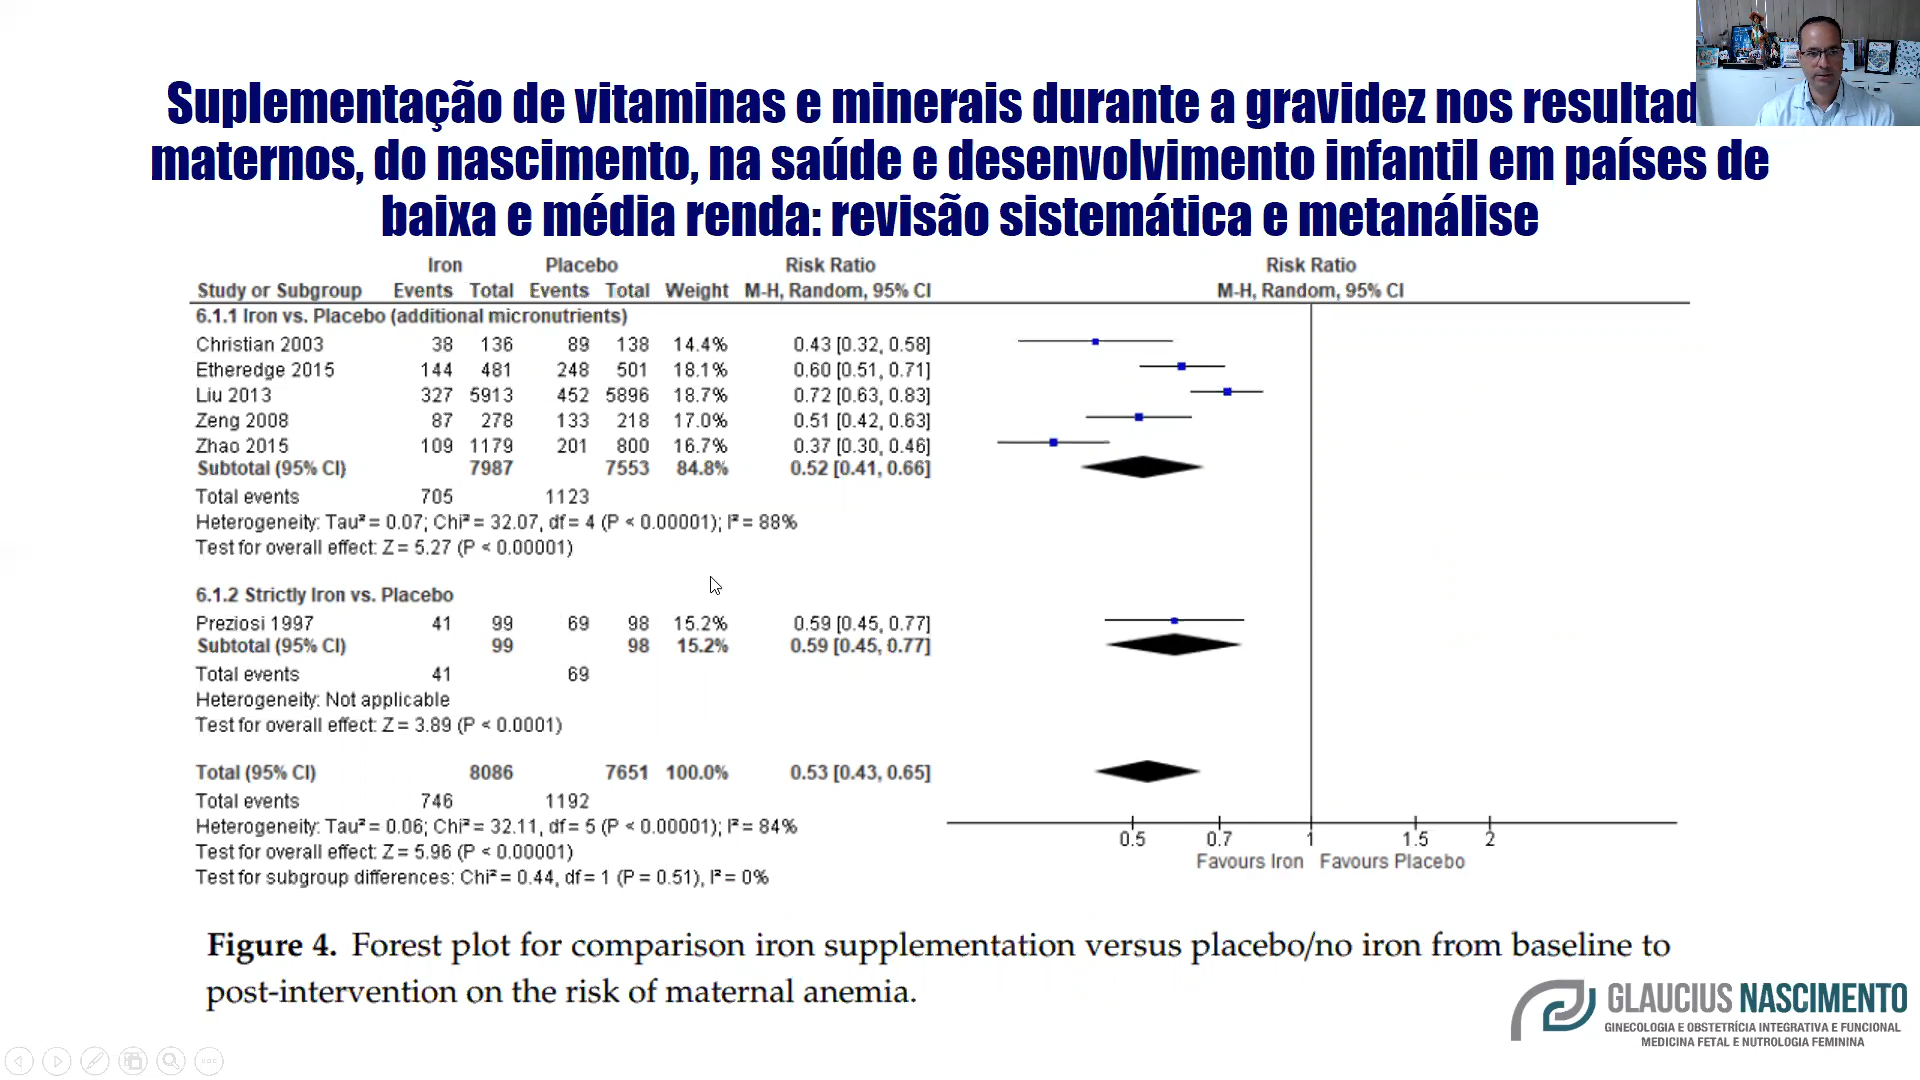 Suplementação de vitaminas e minerais durante a gravidez nos resultad
maternos, do nascimento, na saúde e desenvolvimento infantil em países de
baixa e média renda: revisão sistemática e metanálise
Iron Placebo Risk Ratio Risk Ratio
Study or Subgroup Events Total Events Total Weight M-H, Random, 95% CI M-H, Random, 95% CI
6.1.1 Iron vs. Placebo (additional micronutrients)
Christian 2003 38 136 89 138 14.4% 0.43 [0.32, 0.58]
Etheredge 2015 144 481 248 501 18.1% 0.60 [0.51, 0.71]
Liu 2013 327 5913 452 5896 18.7% 0.72 [0.63, 0.83]
Zeng 2008 87 278 133 218 17.0% 0.51 [0.42, 0.63]
Zhao 2015 109 1179 201 800 16.7% 0.37 [0.30, 0.46]
Subtotal (95% CI) 7987 7553 84.8% 0.52 [0.41, 0.66]
Total events 705 1123
Heterogeneity: Tau² = 0.07; Chi² = 32.07, df = 4 (P < 0.00001); I² = 88%
Test for overall effect: Z = 5.27 (P < 0.00001)
6.1.2 Strictly Iron vs. Placebo
Preziosi 1997 41 99 69 98 15.2% 0.59 [0.45, 0.77]
Subtotal (95% CI) 99 98 15.2% 0.59 [0.45, 0.77]
Total events 41 69
Heterogeneity: Not applicable
Test for overall effect: Z = 3.89 (P < 0.0001)
Total (95% CI) 8086 7651 100.0% 0.53 [0.43, 0.65]
Total events 746 1192
Heterogeneity: Tau² = 0.06; Chi² = 32.11, df = 5 (P < 0.00001); I² = 84%
Test for overall effect: Z = 5.96 (P < 0.00001)
Test for subgroup differences: Chi² = 0.44, df = 1 (P = 0.51), I² = 0%
0.5 0.7 1 1.5 2
Favours Iron Favours Placebo
Figure 4. Forest plot for comparison iron supplementation versus placebo/no iron from baseline to
post-intervention on the risk of maternal anemia.
GLAUCIUS NASCIMENTO
GINECOLOGIA E OBSTETRÍCIA INTEGRATIVA E FUNCIONAL
MEDICINA FETAL E NUTROLOGIA FEMININA